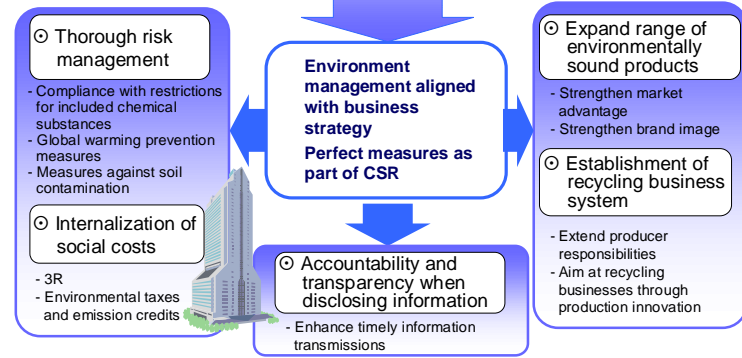 ⊙ Thorough risk
management
- Compliance with restrictions
for included chemical
substances
- Global warming prevention
measures
- Measures against soil
contamination
⊙ Internalization of
social costs
- 3R
- Environmental taxes
and emission credits
Environment
management aligned
with business
strategy
Perfect measures as
part of CSR
⊙ Accountability and
transparency when
disclosing information
- Enhance timely information
transmissions
⊙ Expand range of
environmentally
sound products
- Strengthen market
advantage
- Strengthen brand image
⊙ Establishment of
recycling business
system
- Extend producer
responsibilities
- Aim at recycling
businesses through
production innovation